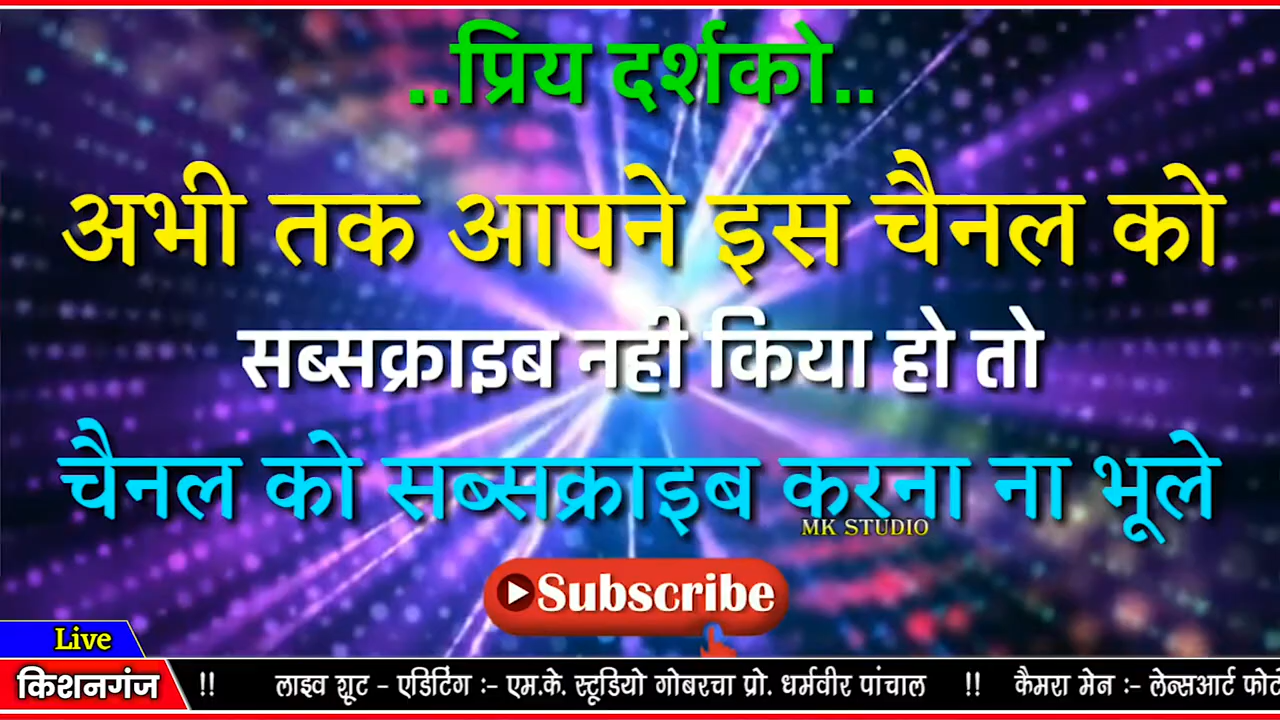 ..प्रिय दर्शको..
अभी तक आपने इस चैनल को
सब्सक्राइब नही किया हो तो
चैनल को सब्सक्राइब करना ना भूले
MK STUDIO
Subscribe
Live
किशनगंज !! लाइव शूट - एडिटिंग :- एम.के. स्टूडियो गोबरचा प्रो. धर्मवीर पांचाल !! कैमरा मेन :- लेन्सआर्ट